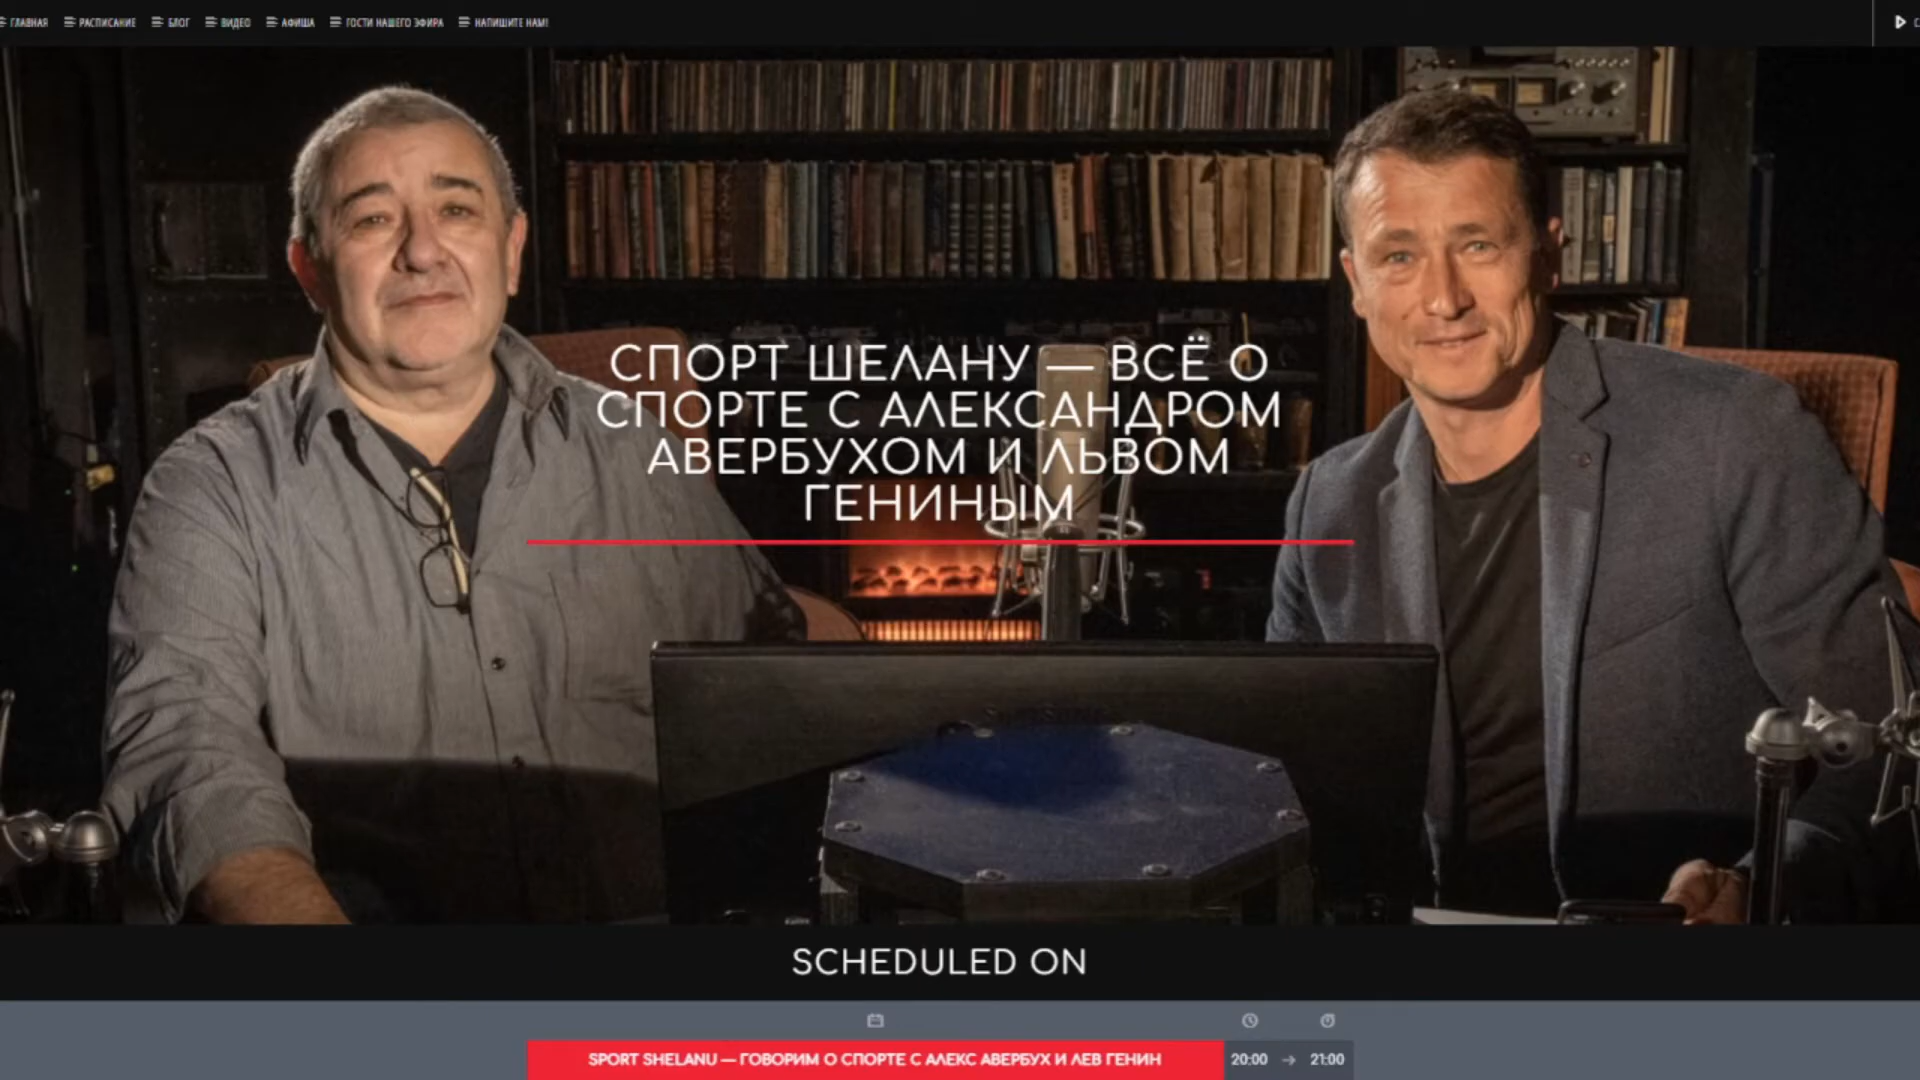 ГЛАВНАЯ РАСПИСАНИЕ БЛОГ ВИДЕО АФИША ГОСТИ НАШЕГО ЭФИРА НАПИШИТЕ НАМ!
СПОРТ ШЕЛАНУ — ВСЁ О
СПОРТЕ С АЛЕКСАНДРОМ
АВЕРБУХОМ И ЛЬВОМ
ГЕНИНЫМ
SCHEDULED ON
SPORT SHELANU — ГОВОРИМ О СПОРТЕ С АЛЕКС АВЕРБУХ И ЛЕВ ГЕНИН 20:00 → 21:00